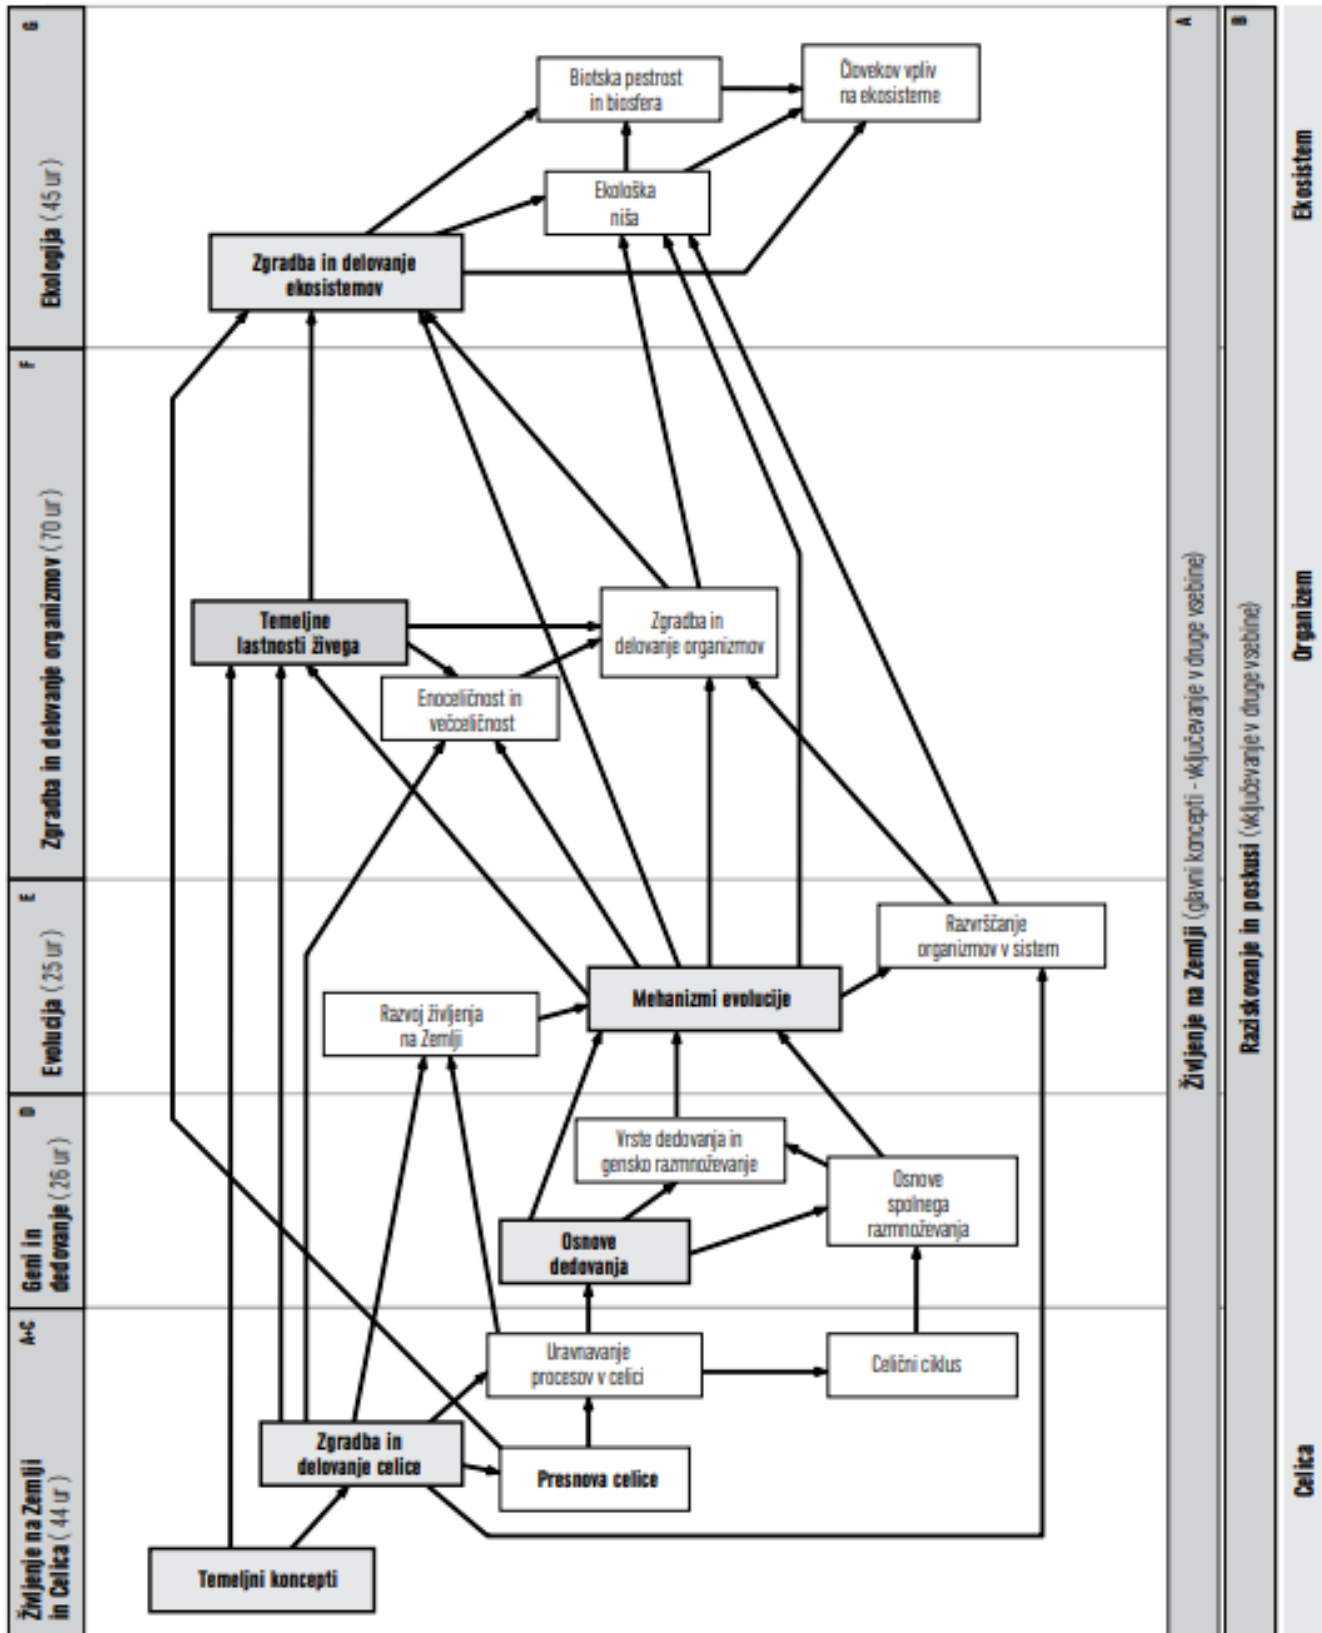 G
Ekologija (45 ur)
F
Zgradba in delovanje organizmov (70 ur)
E
Evolucija (25 ur)
D
Geni in
dedovanje (26 ur)
A+C
Življenje na Zemlji
in Celica (44 ur)
Biotska pestrost
in biosfera
Človekov vpliv
na ekosisteme
Ekološka
niša
Zgradba in delovanje
ekosistemov
Temeljne
lastnosti živega
Zgradba in
delovanje organizmov
Enoceličnost in
večceličnost
Razvrščanje
organizmov v sistem
Mehanizmi evolucije
Razvoj življenja
na Zemlji
Vrste dedovanja in
gensko razmnoževanje
Osnove
spolnega
razmnoževanja
Osnove
dedovanja
Uravnavanje
procesov v celici
Celični ciklus
Zgradba in
delovanje celice
Presnova celice
Temeljni koncepti
A
Življenje na Zemlji (glavni koncepti - vključevanje v druge vsebine)
B
Raziskovanje in poskusi (vključevanje v druge vsebine)
Ekosistem
Organizem
Celica